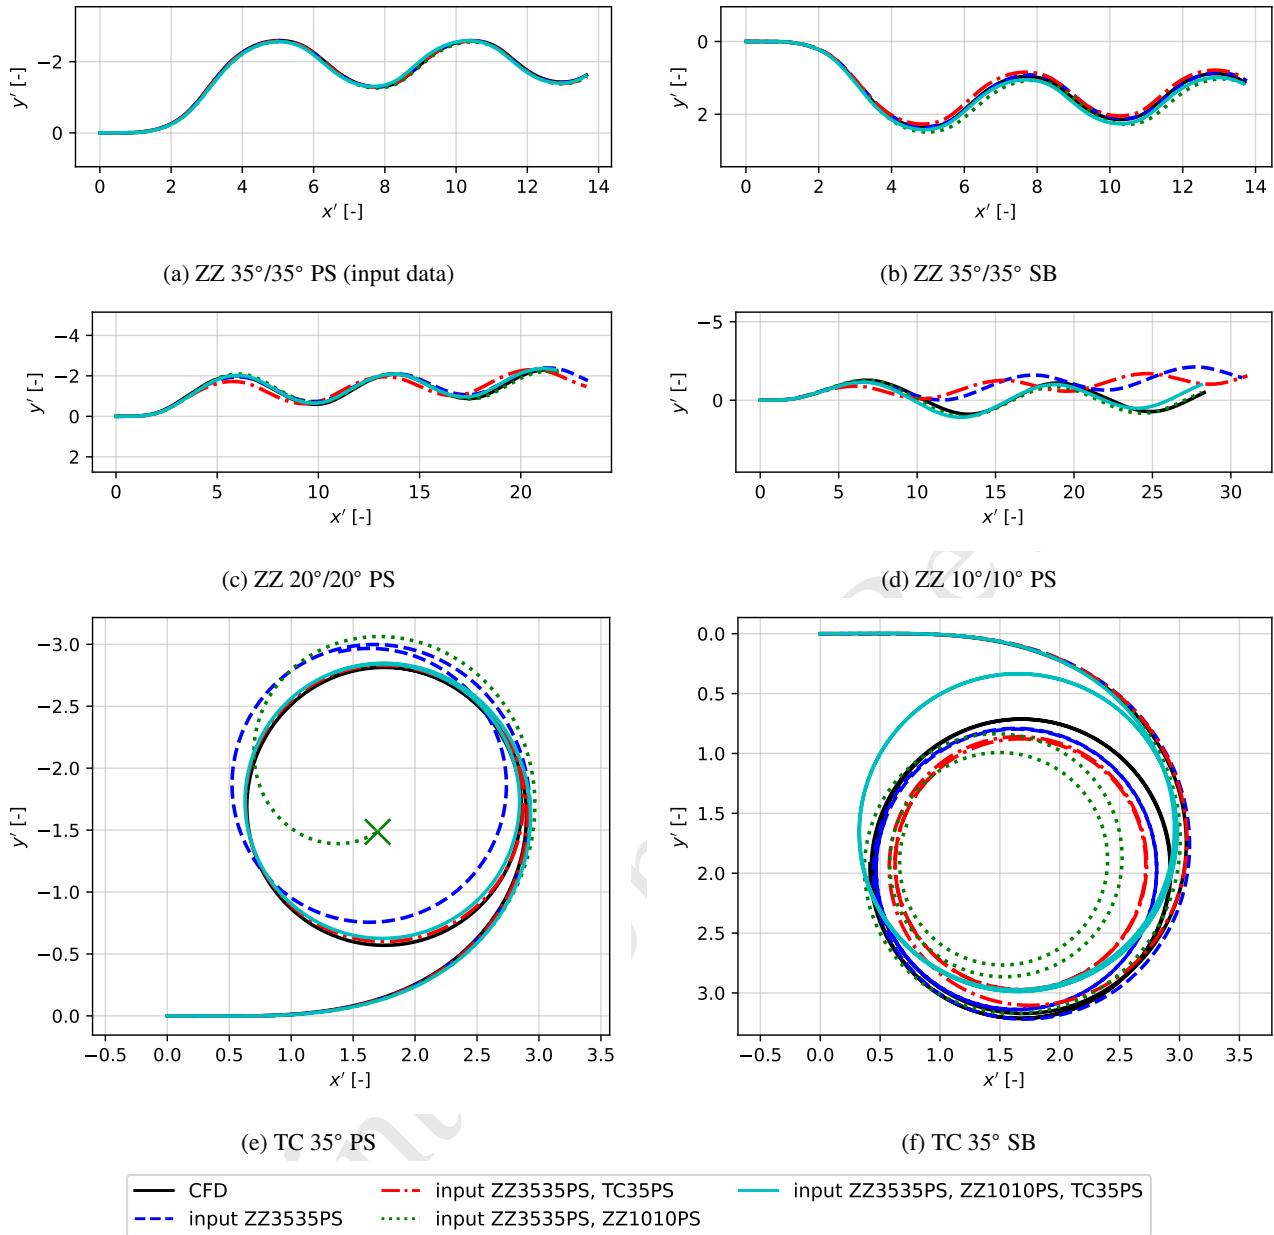 −2
0
y′ [-]
0 2 4 6 8 10 12 14
x′ [-]
(a) ZZ 35°/35° PS (input data)
0
2
y′ [-]
0 2 4 6 8 10 12 14
x′ [-]
(b) ZZ 35°/35° SB
−4
−2
0
2
y′ [-]
0 5 10 15 20
x′ [-]
(c) ZZ 20°/20° PS
−5
0
y′ [-]
0 5 10 15 20 25 30
x′ [-]
(d) ZZ 10°/10° PS
−3.0
−2.5
−2.0
−1.5
−1.0
−0.5
0.0
y′ [-]
−0.5 0.0 0.5 1.0 1.5 2.0 2.5 3.0 3.5
x′ [-]
(e) TC 35° PS
0.0
0.5
1.0
1.5
2.0
2.5
3.0
y′ [-]
−0.5 0.0 0.5 1.0 1.5 2.0 2.5 3.0 3.5
x′ [-]
(f) TC 35° SB
CFD
input ZZ3535PS
input ZZ3535PS, TC35PS
input ZZ3535PS, ZZ1010PS
input ZZ3535PS, ZZ1010PS, TC35PS